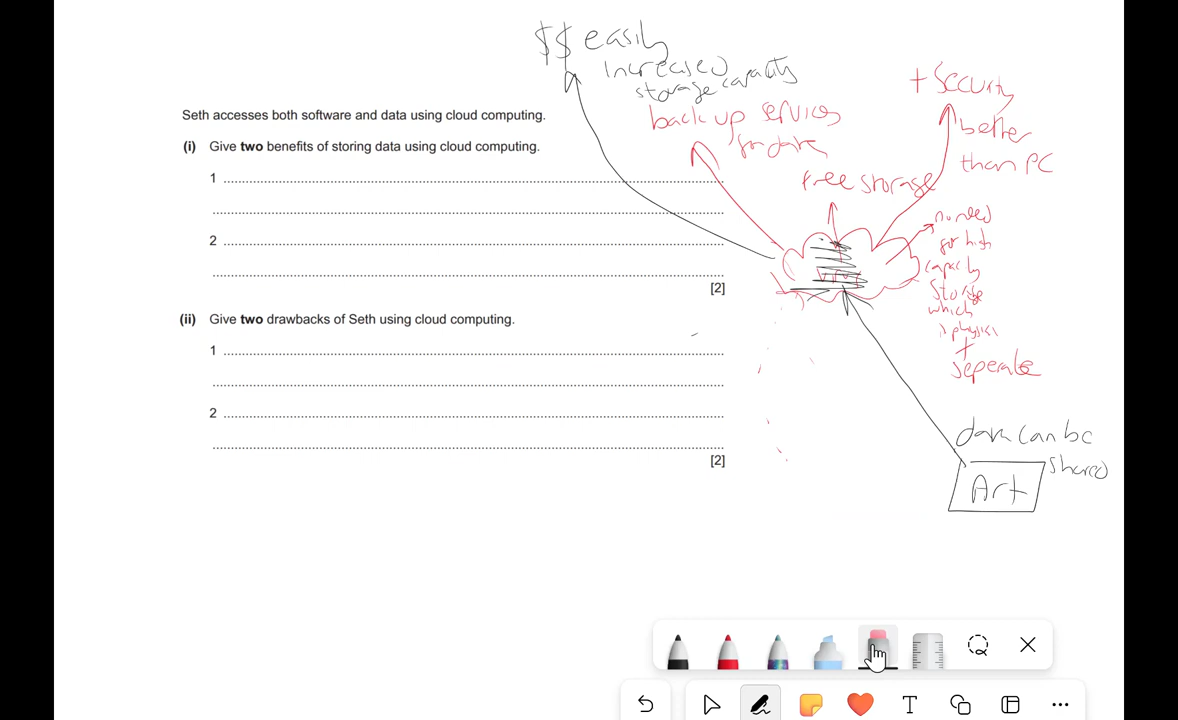 $$ easily
increased
storage capacity
back up services
for data
free storage
+ Security
better
than PC
no need
for high
capacity
storage
which
physical
+
seperate
data can be
shared
Art
Seth accesses both software and data using cloud computing.
(i) Give two benefits of storing data using cloud computing.
1
2
[2]
(ii) Give two drawbacks of Seth using cloud computing.
1
2
[2]
T